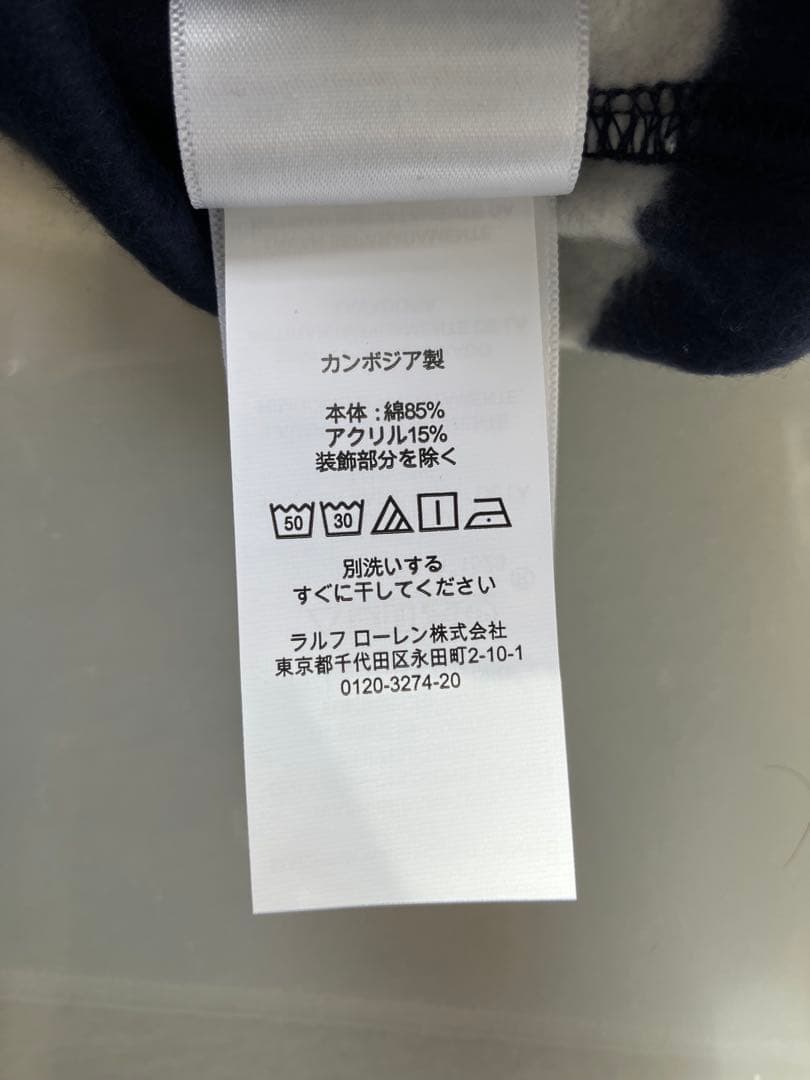 カンボジア製
本体 : 綿85%
アクリル15%
装飾部分を除く
50 30
別洗いする
すぐに干してください
ラルフ ローレン株式会社
東京都千代田区永田町2-10-1
0120-3274-20